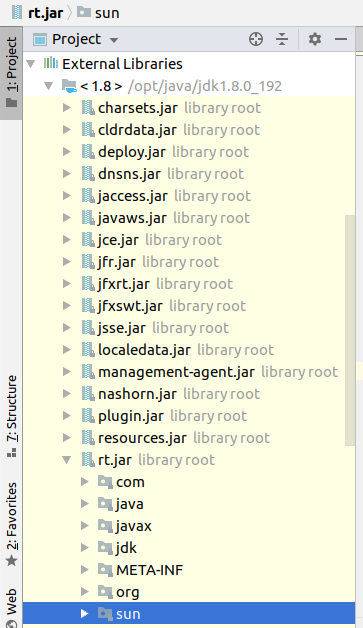 rt.jar sun
Project
External Libraries
< 1.8 > /opt/java/jdk1.8.0_192
charsets.jar library root
cldrdata.jar library root
deploy.jar library root
dnsns.jar library root
jaccess.jar library root
javaws.jar library root
jce.jar library root
jfr.jar library root
jfxrt.jar library root
jfxswt.jar library root
jsse.jar library root
localedata.jar library root
management-agent.jar library root
nashorn.jar library root
plugin.jar library root
resources.jar library root
rt.jar library root
com
java
javax
jdk
META-INF
org
sun
1: Project
7: Structure
2: Favorites
Web